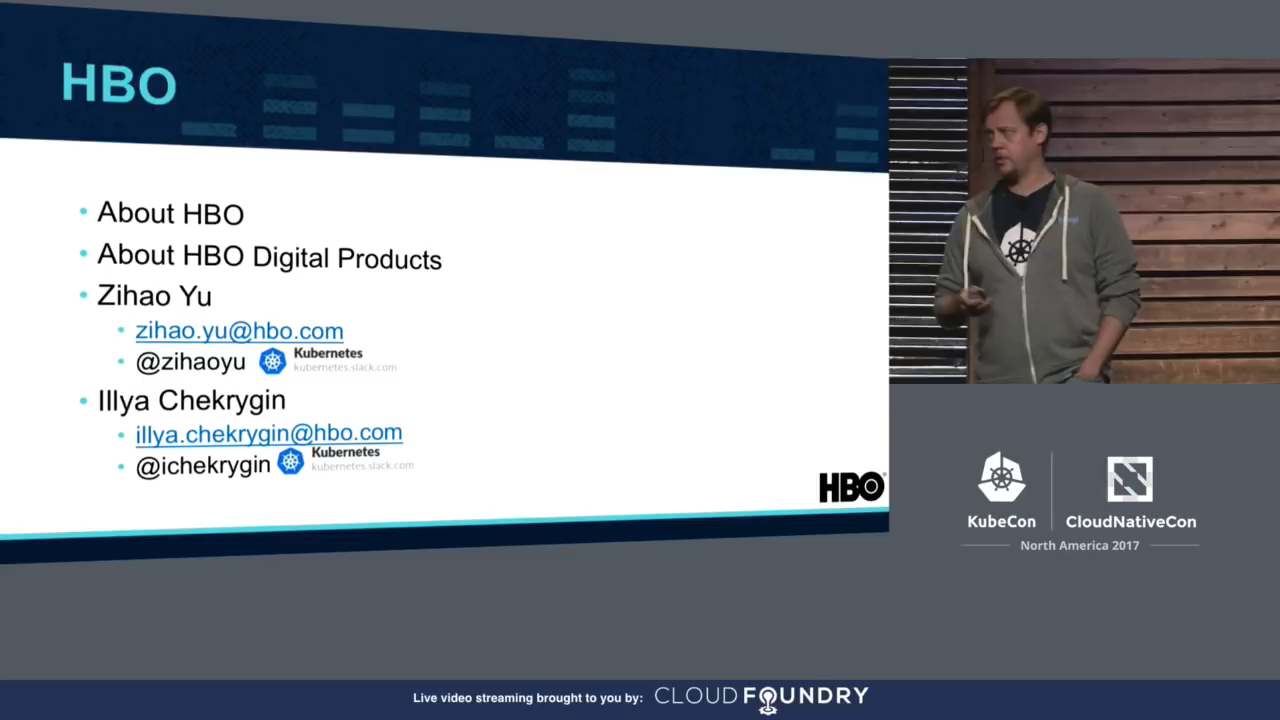 HBO
About HBO
About HBO Digital Products
Zihao Yu
zihao.yu@hbo.com
@zihaoyu Kubernetes
kubernetes.slack.com
Illya Chekrygin
illya.chekrygin@hbo.com
@ichekrygin Kubernetes
kubernetes.slack.com
HBO
KubeCon
CloudNativeCon
North America 2017
Live video streaming brought to you by: CLOUD FOUNDRY